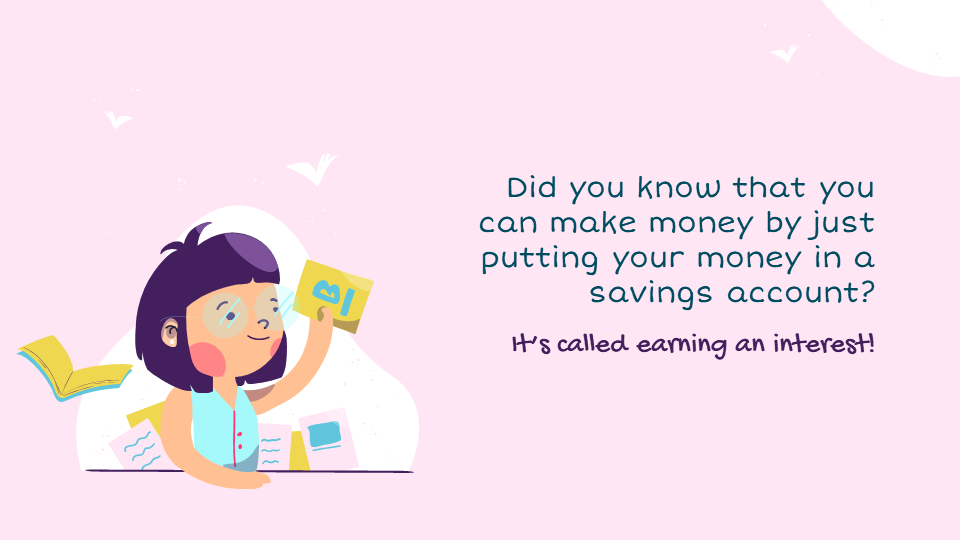 Did you know that you
can make money by just
putting your money in a
savings account?
It's called earning an interest!